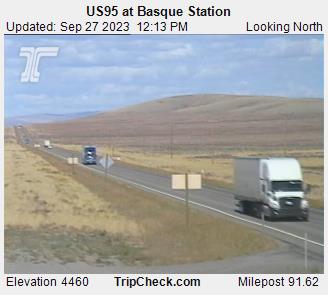 US95 at Basque Station
Updated: Sep 27 2023 12:13 PM Looking North
Elevation 4460 TripCheck.com Milepost 91.62